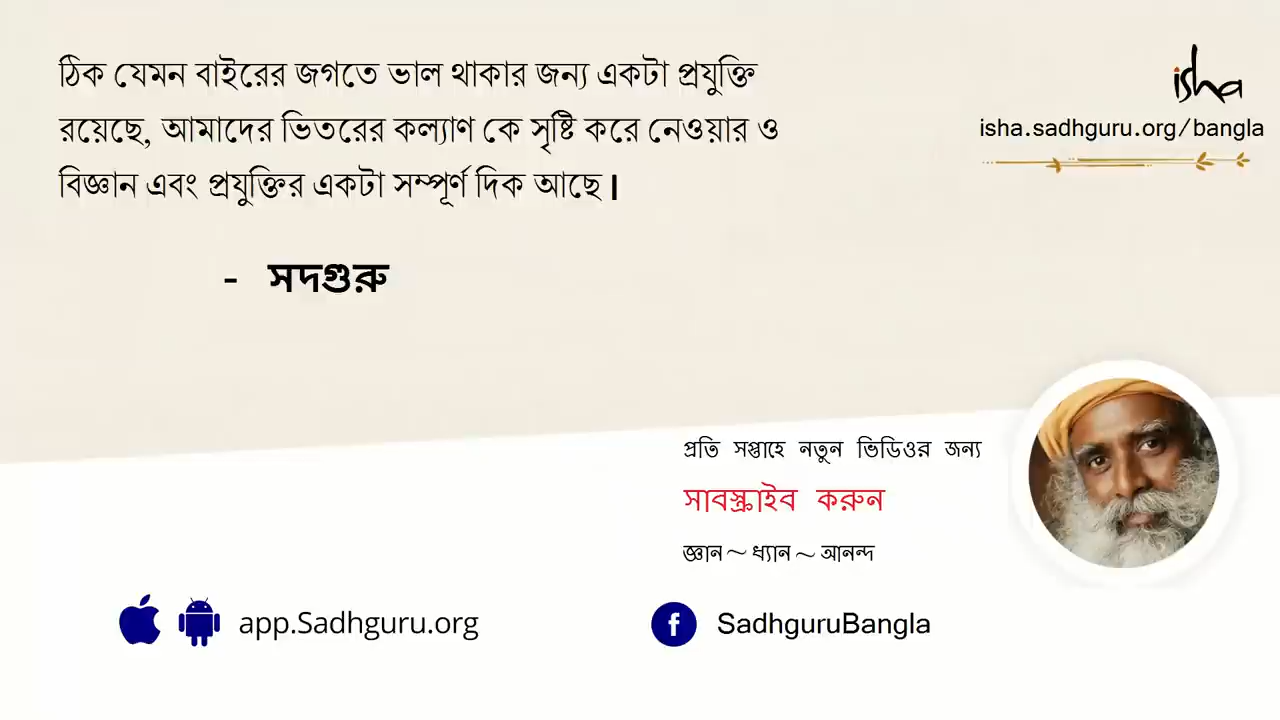 ঠিক যেমন বাইরের জগতে ভাল থাকার জন্য একটা প্রযুক্তি
রয়েছে, আমাদের ভিতরের কল্যাণ কে সৃষ্টি করে নেওয়ার ও
বিজ্ঞান এবং প্রযুক্তির একটা সম্পূর্ণ দিক আছে।
- সদগুরু
isha
isha.sadhguru.org/bangla
প্রতি সপ্তাহে নতুন ভিডিওর জন্য
সাবস্ক্রাইব করুন
জ্ঞান ~ ধ্যান ~ আনন্দ
app.Sadhguru.org
SadhguruBangla